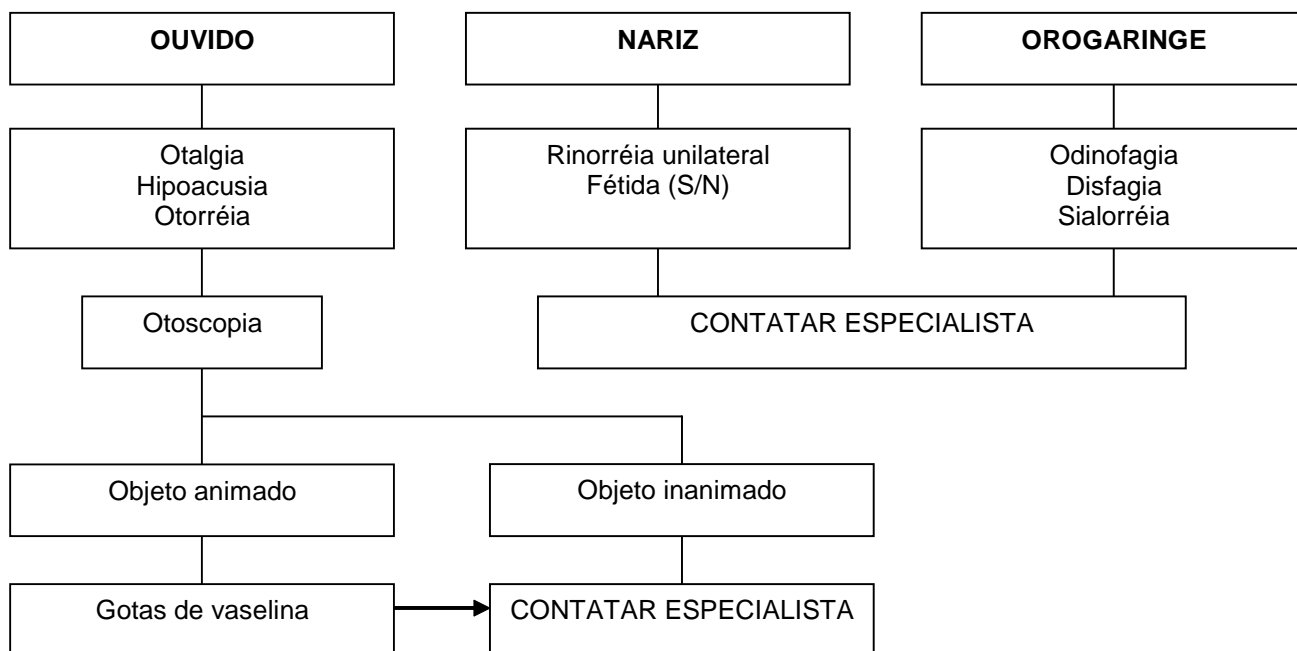 OUVIDO
NARIZ
OROGARINGE
Otalgia
Hipoacusia
Otorréia
Rinorréia unilateral
Fétida (S/N)
Odinofagia
Disfagia
Sialorréia
Otoscopia
CONTATAR ESPECIALISTA
Objeto animado
Objeto inanimado
Gotas de vaselina
CONTATAR ESPECIALISTA